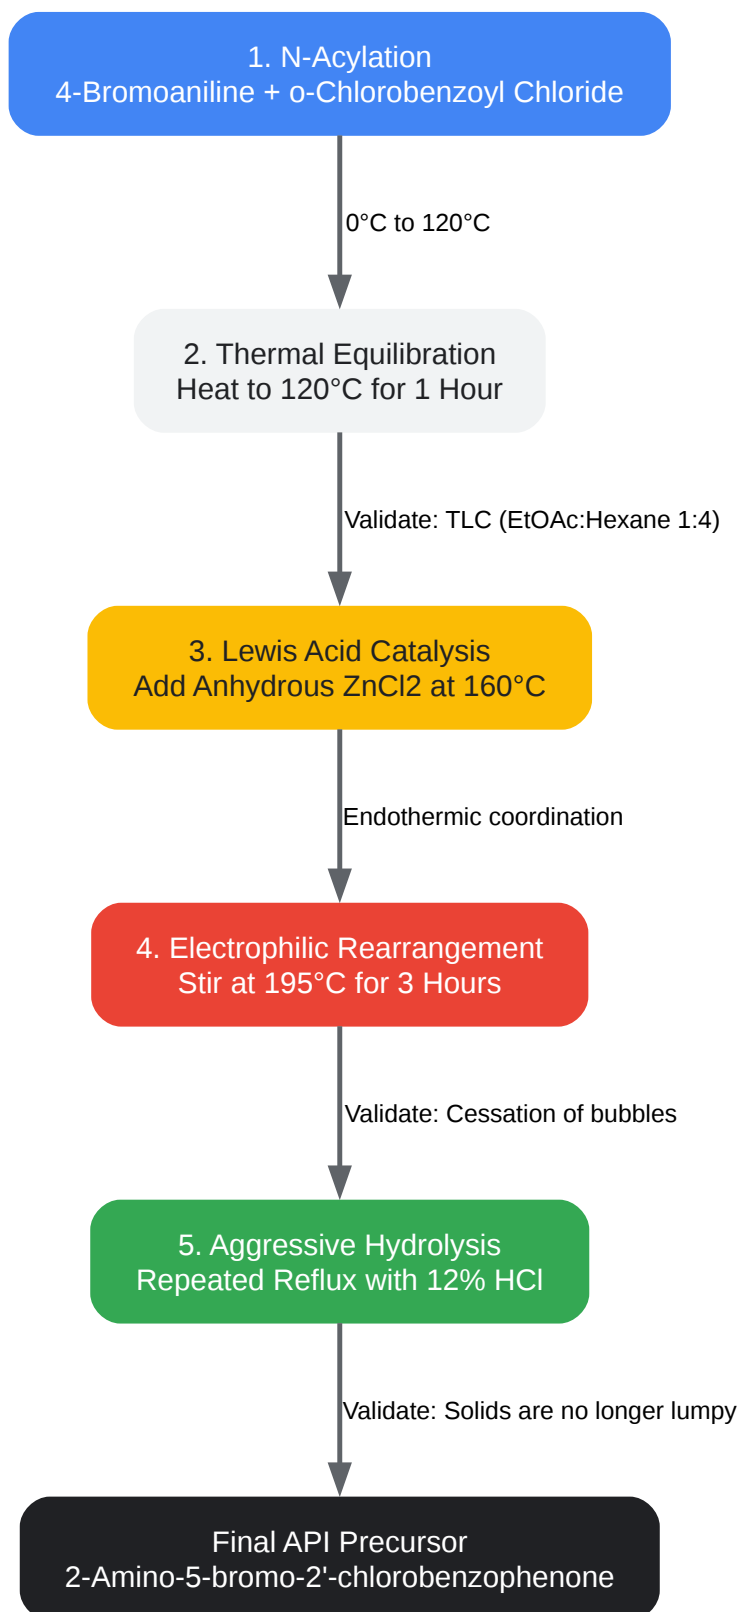 1. N-Acylation
4-Bromoaniline + o-Chlorobenzoyl Chloride
0°C to 120°C
2. Thermal Equilibration
Heat to 120°C for 1 Hour
Validate: TLC (EtOAc:Hexane 1:4)
3. Lewis Acid Catalysis
Add Anhydrous ZnCl2 at 160°C
Endothermic coordination
4. Electrophilic Rearrangement
Stir at 195°C for 3 Hours
Validate: Cessation of bubbles
5. Aggressive Hydrolysis
Repeated Reflux with 12% HCl
Validate: Solids are no longer lumpy
Final API Precursor
2-Amino-5-bromo-2'-chlorobenzophenone